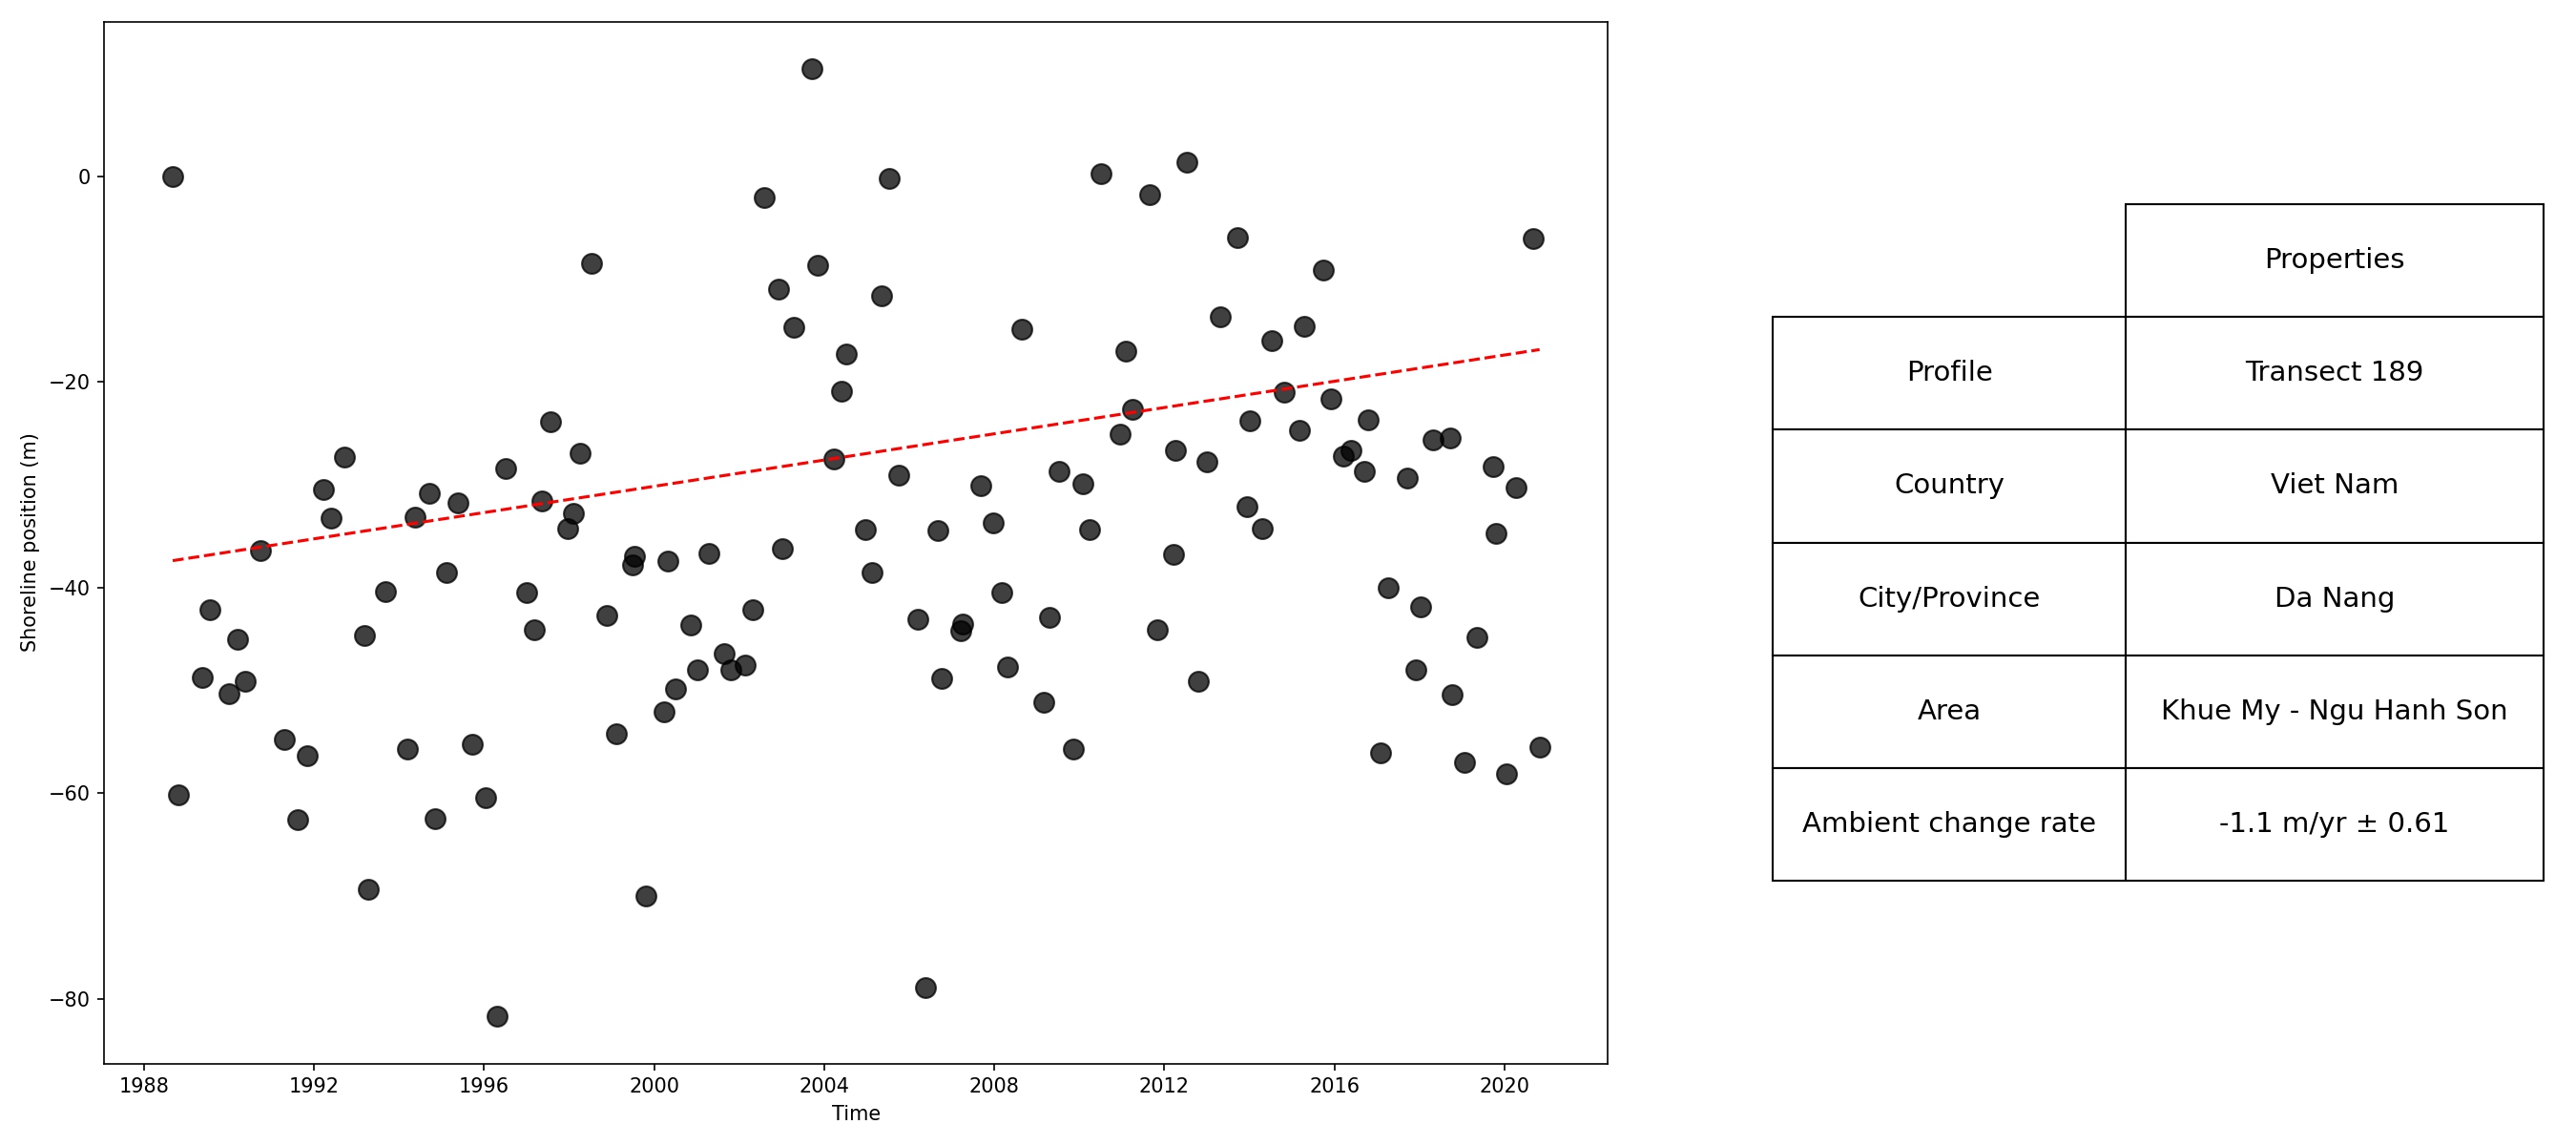 Shoreline position (m)
0
−20
−40
−60
−80
1988 1992 1996 2000 2004 2008 2012 2016 2020
Time
Properties
Profile Transect 189
Country Viet Nam
City/Province Da Nang
Area Khue My - Ngu Hanh Son
Ambient change rate -1.1 m/yr ± 0.61